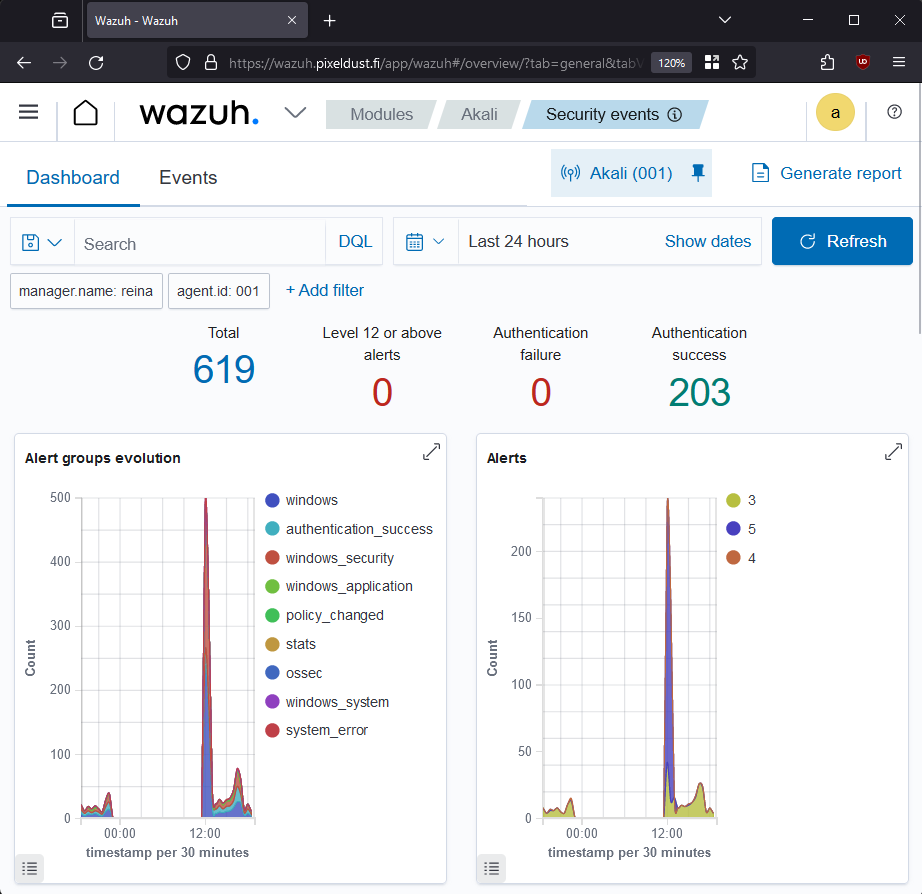 Wazuh - Wazuh
https://wazuh.pixeldust.fi/app/wazuh#/overview/?tab=general&tab
120%
wazuh.
Modules
Akali
Security events
a
Dashboard
Events
Akali (001)
Generate report
Search
DQL
Last 24 hours
Show dates
Refresh
manager.name: reina
agent.id: 001
+ Add filter
Total
619
Level 12 or above
alerts
0
Authentication
failure
0
Authentication
success
203
Alert groups evolution
500
400
300
200
100
0
Count
00:00
12:00
timestamp per 30 minutes
windows
authentication_success
windows_security
windows_application
policy_changed
stats
ossec
windows_system
system_error
Alerts
200
150
100
50
0
Count
00:00
12:00
timestamp per 30 minutes
3
5
4